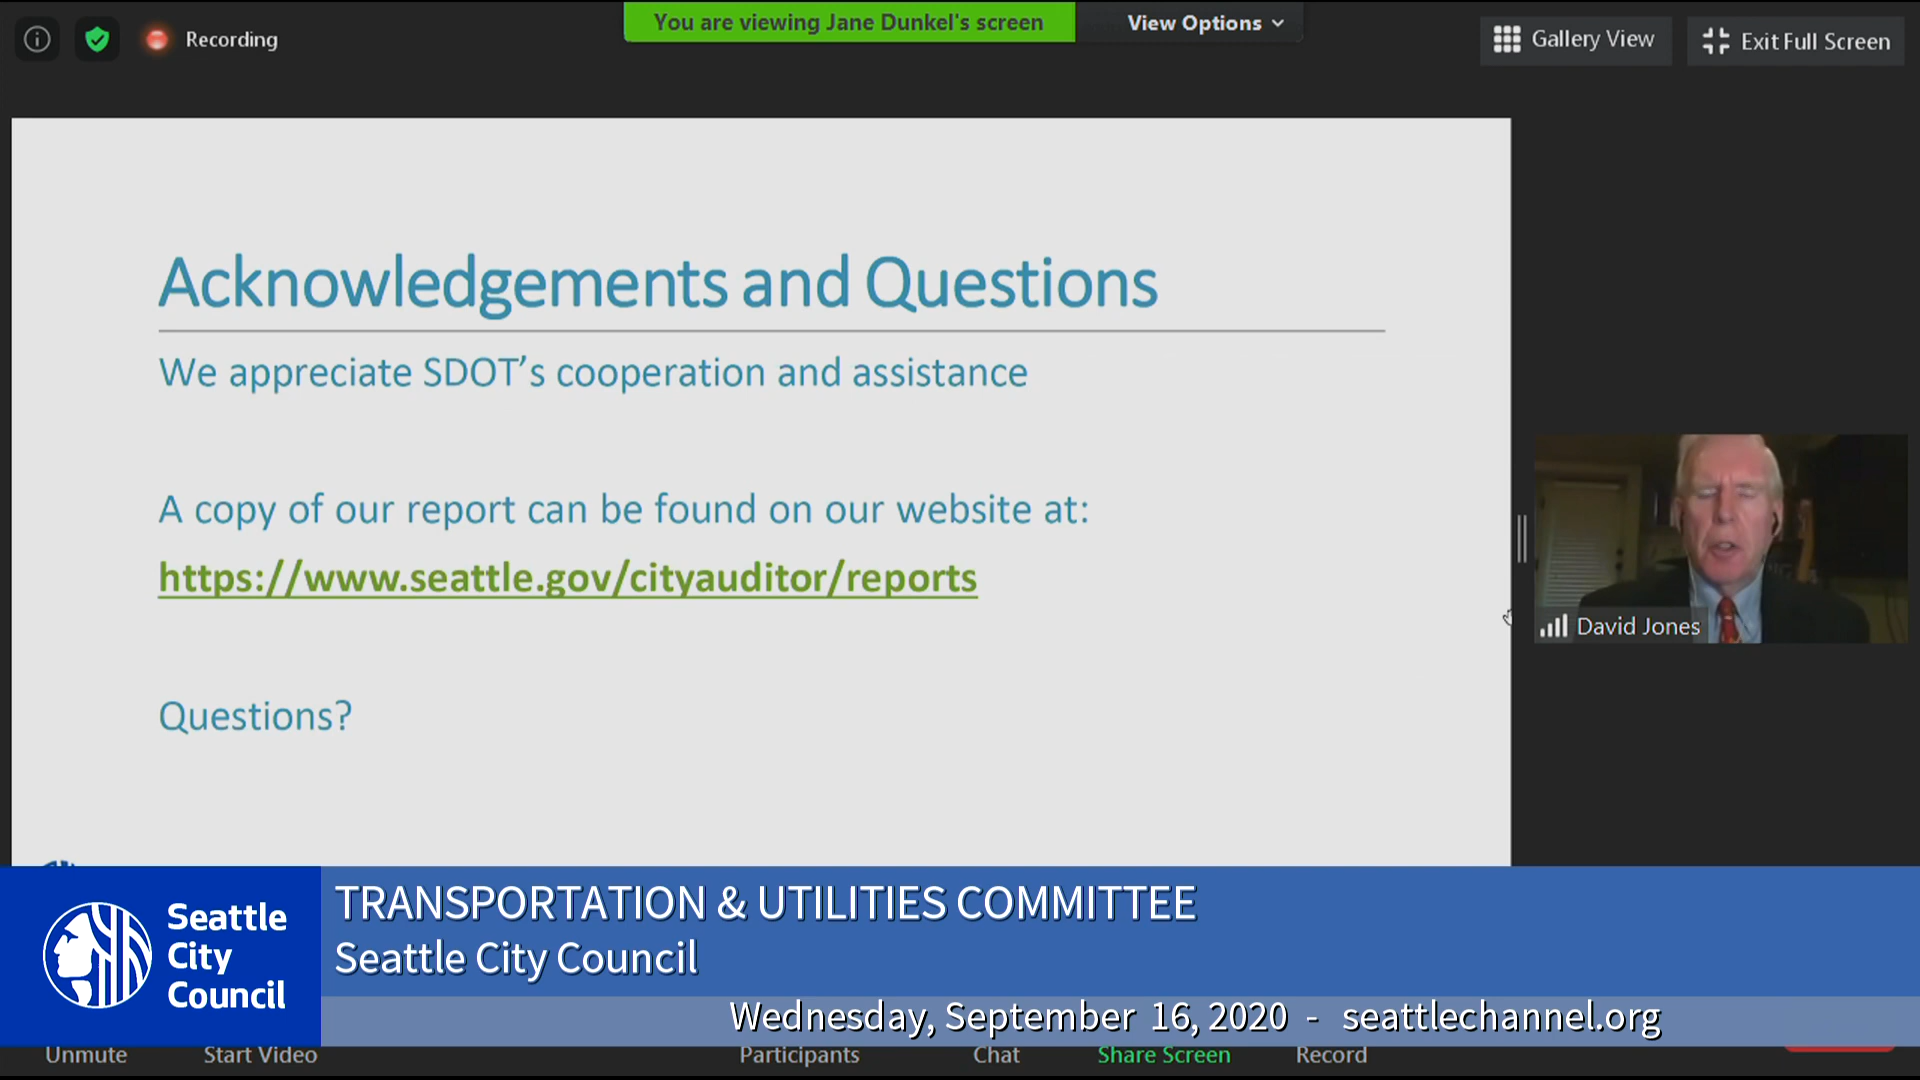 You are viewing Jane Dunkel's screen
View Options
Recording
Gallery View
Exit Full Screen
Acknowledgements and Questions
We appreciate SDOT's cooperation and assistance
A copy of our report can be found on our website at:
https://www.seattle.gov/cityauditor/reports
Questions?
David Jones
Seattle
City
Council
TRANSPORTATION & UTILITIES COMMITTEE
Seattle City Council
Wednesday, September 16, 2020 - seattlechannel.org
Unmute
Start Video
Participants
Chat
Share Screen
Record